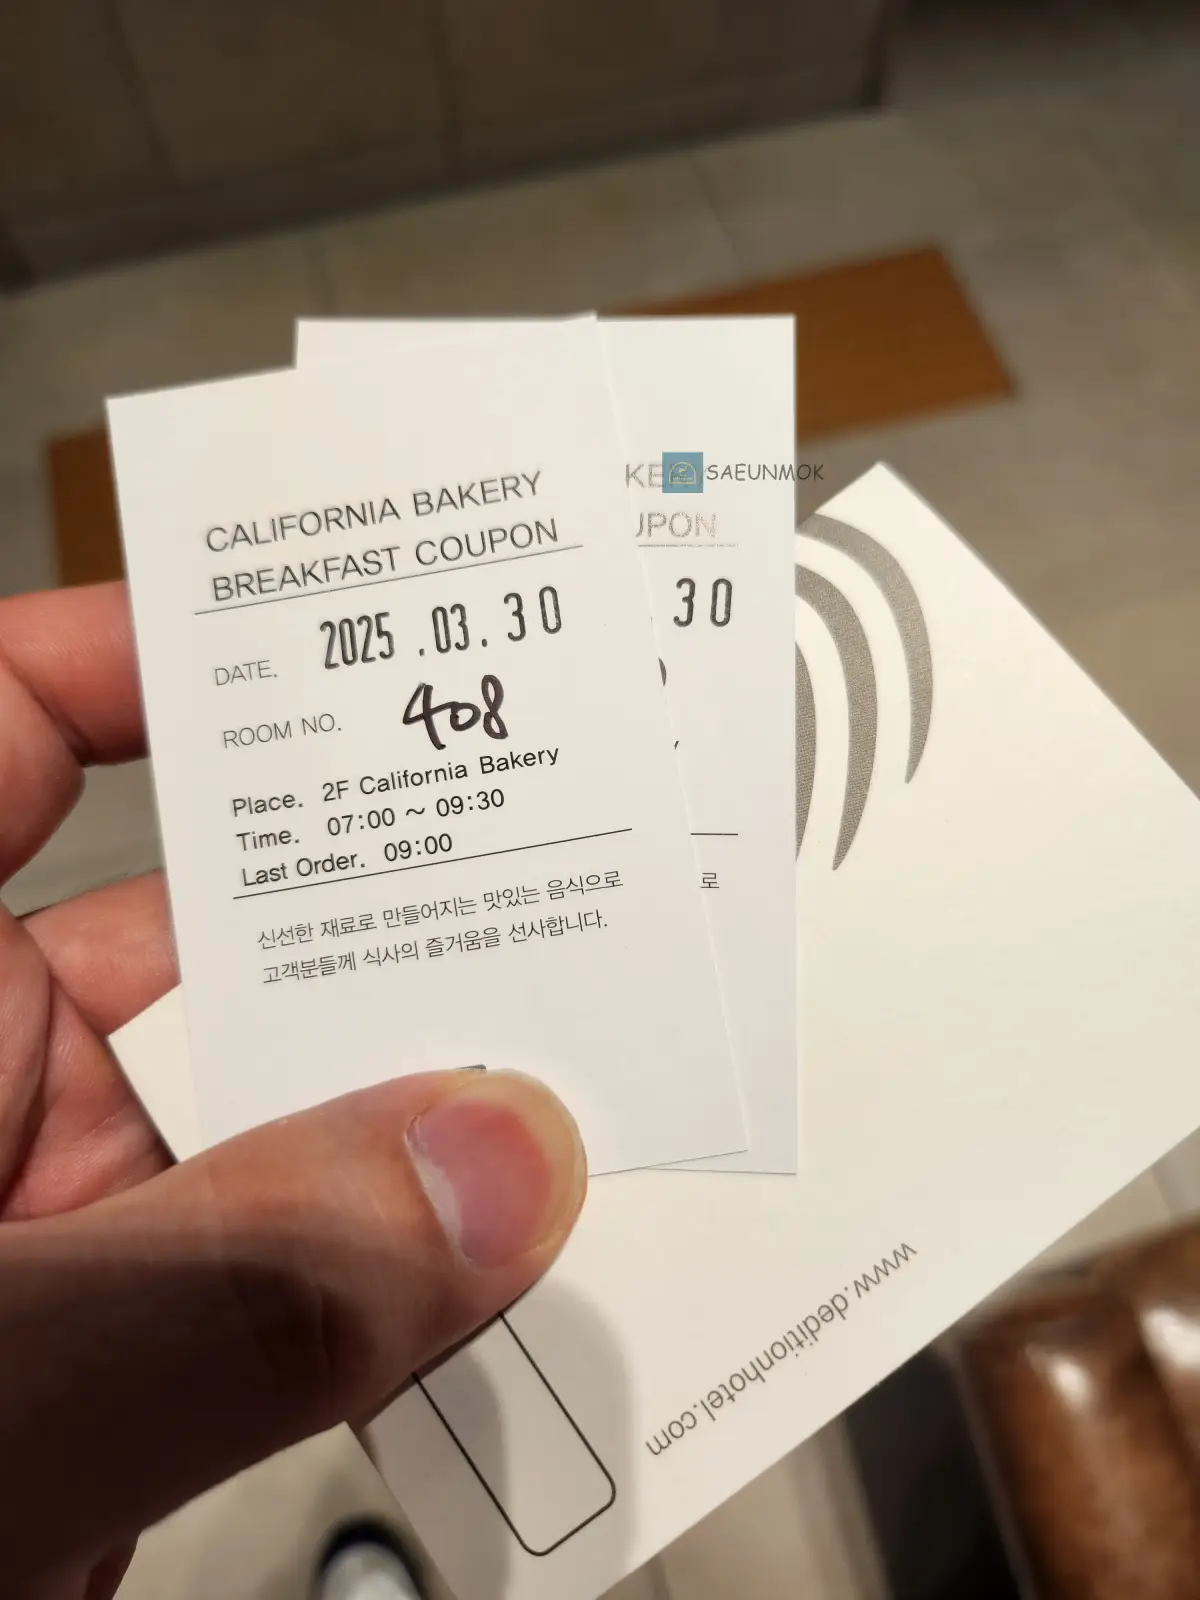 CALIFORNIA BAKERY
BREAKFAST COUPON
DATE. 2025 .03. 30
ROOM NO. 408
Place. 2F California Bakery
Time. 07:00 ~ 09:30
Last Order. 09:00
신선한 재료로 만들어지는 맛있는 음식으로
고객분들께 식사의 즐거움을 선사합니다.
KE
SAEUNMOK
UPON
30
로
www.deditionhotel.com